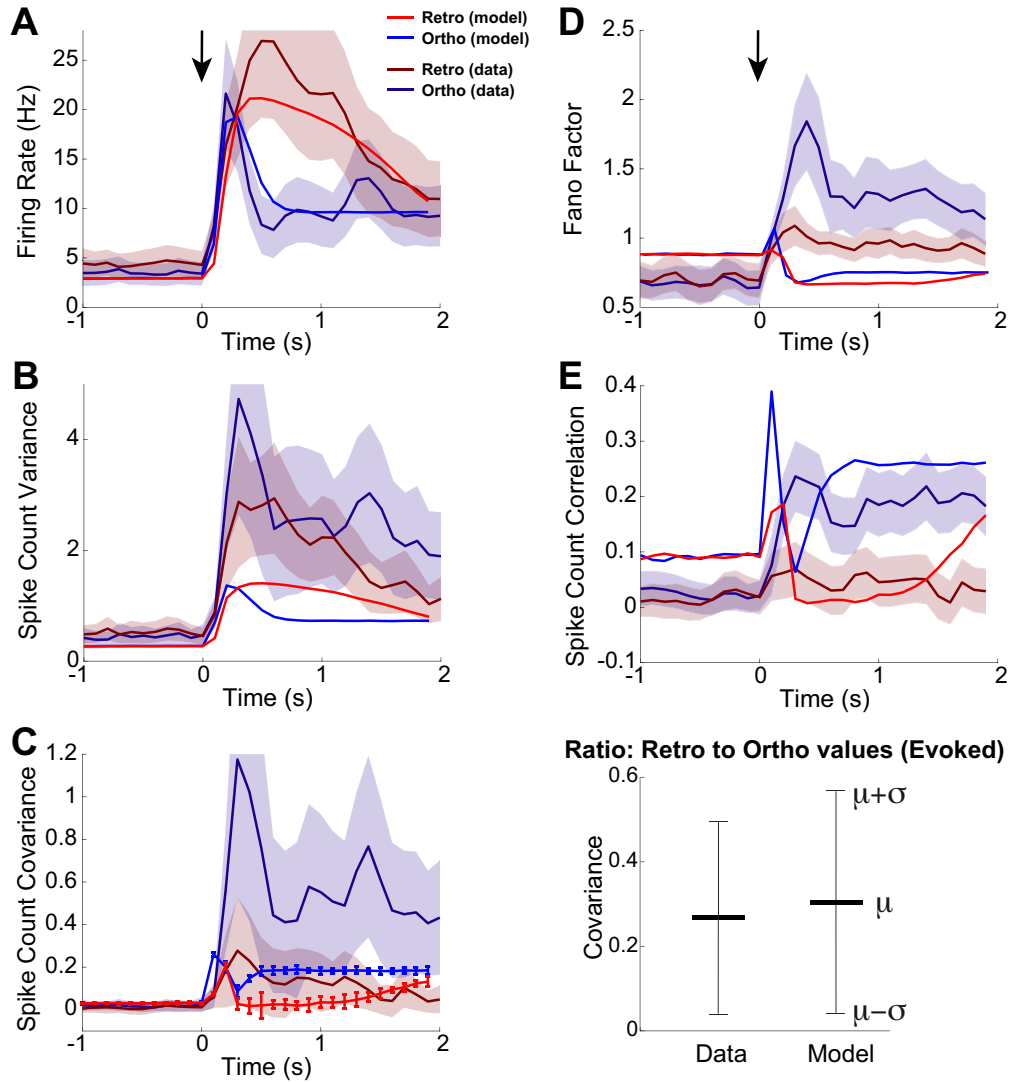 A
Firing Rate (Hz)
25
20
15
10
5
0
-1
0
1
2
Time (s)
Retro (model)
Ortho (model)
Retro (data)
Ortho (data)
D
Fano Factor
2.5
2
1.5
1
0.5
-1
0
1
2
Time (s)
B
Spike Count Variance
4
2
0
-1
0
1
2
Time (s)
E
Spike Count Correlation
0.4
0.3
0.2
0.1
0
-0.1
-1
0
1
2
Time (s)
C
Spike Count Covariance
1.2
1
0.8
0.6
0.4
0.2
0
-1
0
1
2
Time (s)
Ratio: Retro to Ortho values (Evoked)
Covariance
0.6
0.4
0.2
0
μ+σ
μ
μ−σ
Data
Model